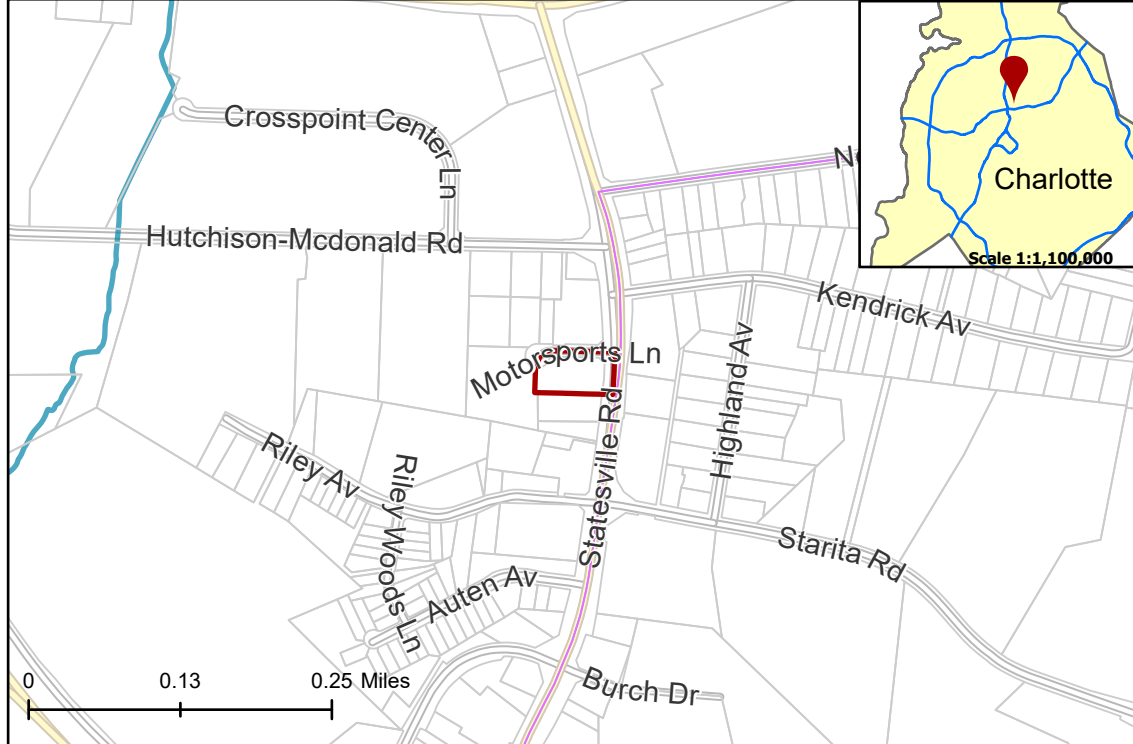 Crosspoint Center Ln
Hutchison-Mcdonald Rd
Charlotte
Scale 1:1,100,000
Kendrick Av
Motorsports Ln
Highland Av
Statesville Rd
Riley Av
Riley Woods Ln
Starita Rd
Auten Av
Burch Dr
0 0.13 0.25 Miles